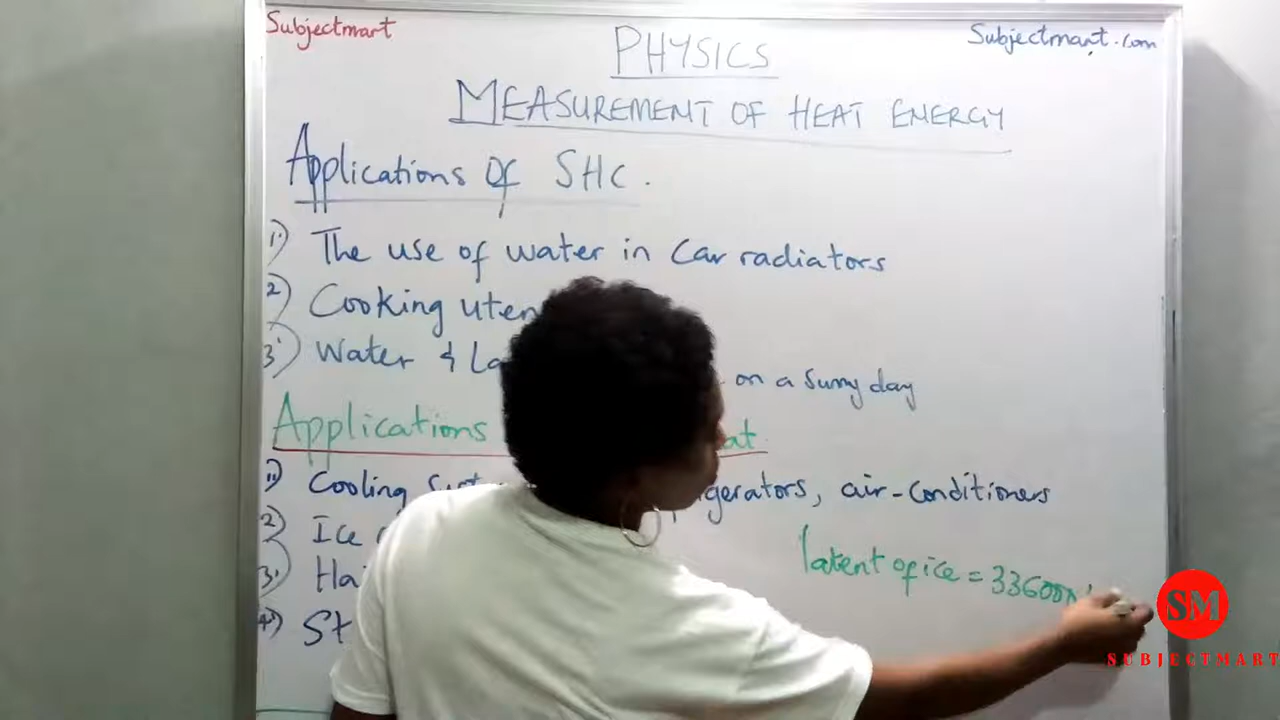 Subjectmart
Subjectmart.com
PHYSICS
MEASUREMENT OF HEAT ENERGY
Applications Of SHC.
1.) The use of water in Car radiators
2) Cooking uten
3.) Water & La on a Sunny day
Applications at
1) Cooling igerators, air-Conditioners
2) Ice
3) Ha
4) St
latent of ice = 33600
SM
SUBJECTMART